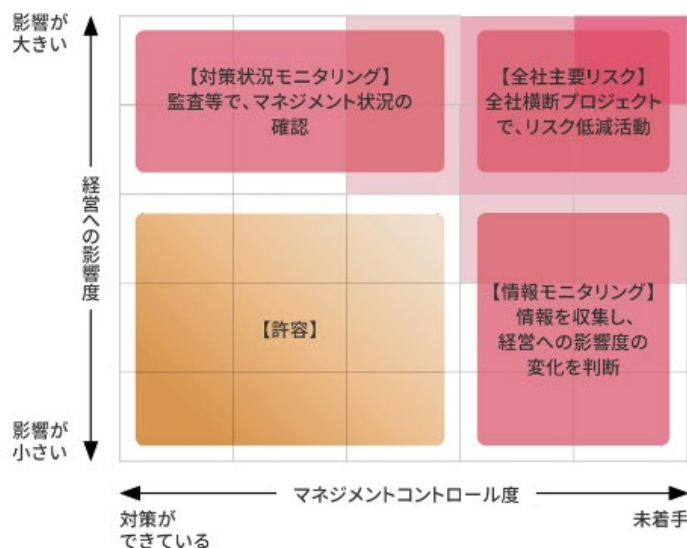 影響が
大きい
【対策状況モニタリング】
監査等で、マネジメント状況の
確認
【全社主要リスク】
全社横断プロジェクト
で、リスク低減活動
経営への影響度
【許容】
【情報モニタリング】
情報を収集し、
経営への影響度の
変化を判断
影響が
小さい
マネジメントコントロール度
対策が
できている
未着手